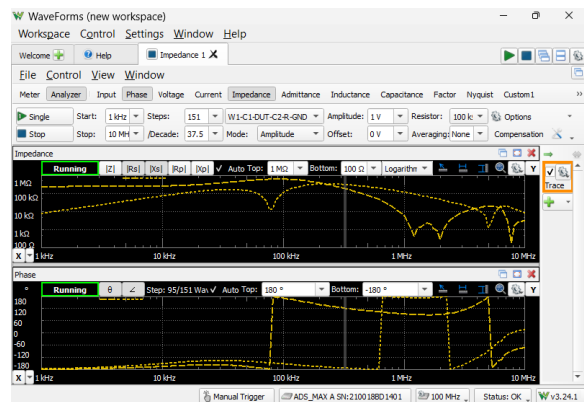 WaveForms (new workspace)
Workspace Control Settings Window Help
Welcome Help Impedance 1
File Control View Window
Meter Analyzer Input Phase Voltage Current Impedance Admittance Inductance Capacitance Factor Nyquist Custom1 »
Single Start: 1 kHz Steps: 151 W1-C1-DUT-C2-R-GND Amplitude: 1 V Resistor: 100 k Options
Stop Stop: 10 MH /Decade: 37.5 Mode: Amplitude Offset: 0 V Averaging: None Compensation
Impedance
Running |Z| |Rs| |Xs| |Rp| |Xp| Auto Top: 1 MΩ Bottom: 100 Ω Logarithm Y
Trace
1 MΩ
100 kΩ
10 kΩ
1 kΩ
100 Ω
X 1 kHz 10 kHz 100 kHz 1 MHz 10 MHz
Phase
° Running θ ∠ Step: 95/151 Wav Auto Top: 180 ° Bottom: -180 ° Y
180
120
60
0
-60
-120
-180
X 1 kHz 10 kHz 100 kHz 1 MHz 10 MHz
Manual Trigger ADS_MAX A SN:210018BD1401 100 MHz Status: OK v3.24.1